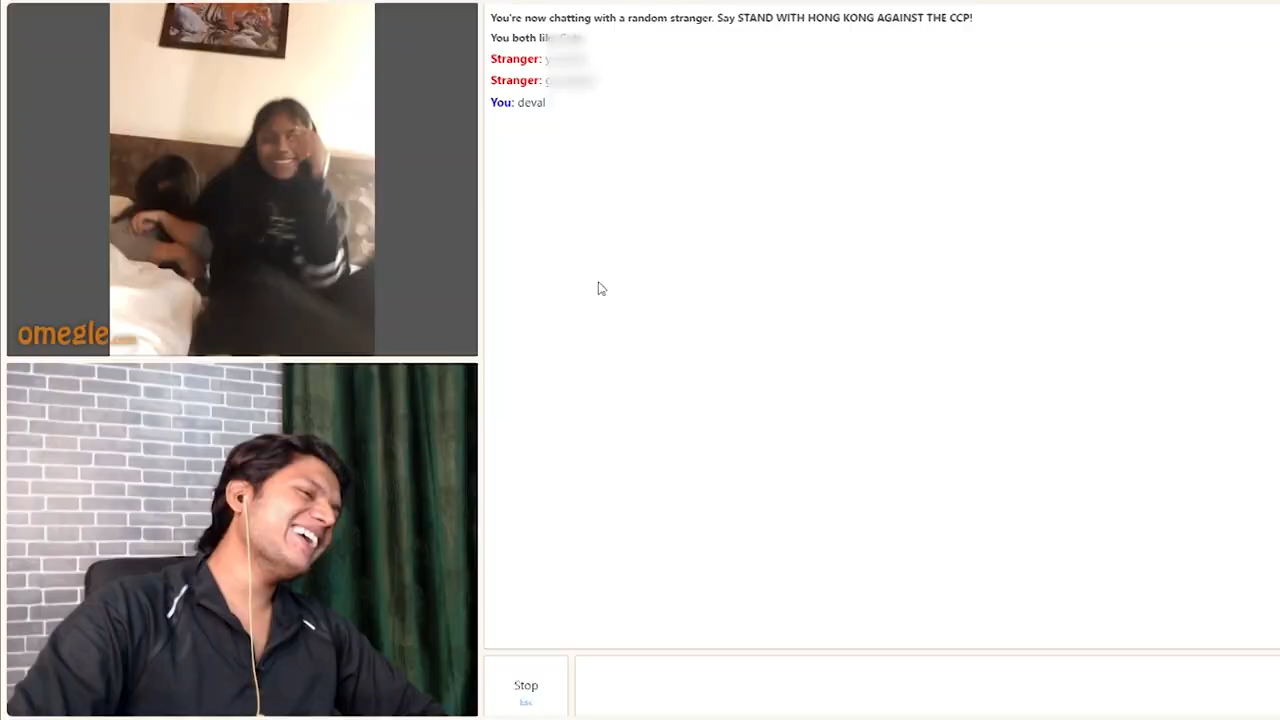 You're now chatting with a random stranger. Say STAND WITH HONG KONG AGAINST THE CCP!
You both like
Stranger:
Stranger:
You: deval
omegle
Stop